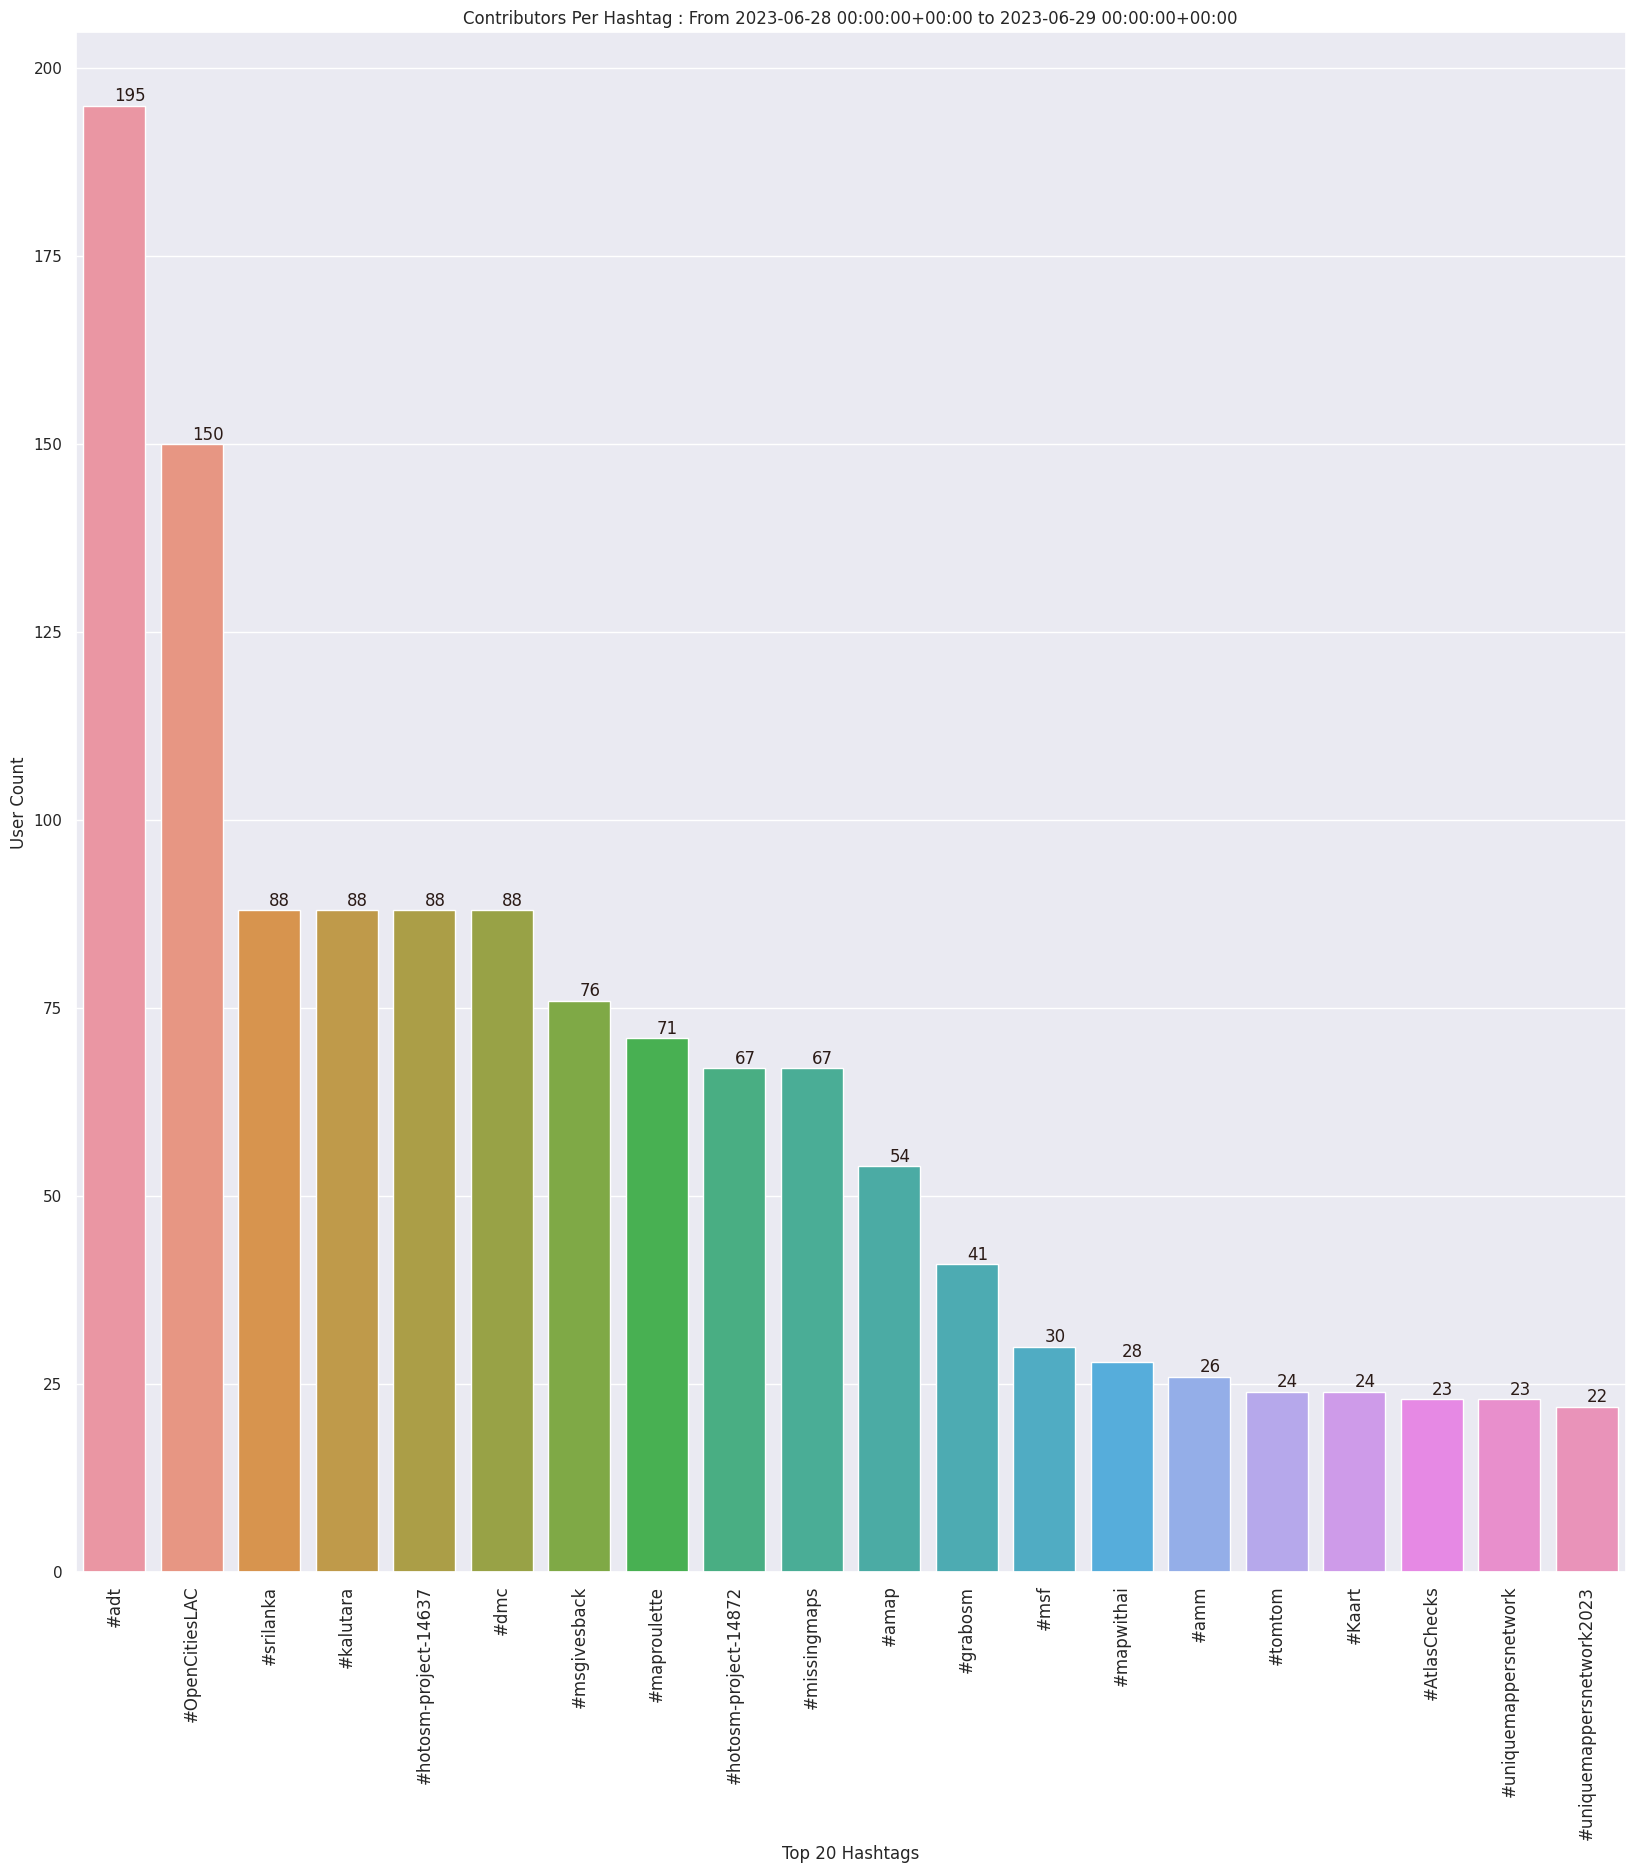 Contributors Per Hashtag : From 2023-06-28 00:00:00+00:00 to 2023-06-29 00:00:00+00:00
User Count
200
175
150
125
100
75
50
25
0
195
150
88
88
88
88
76
71
67
67
54
41
30
28
26
24
24
23
23
22
#adt
#OpenCitiesLAC
#srilanka
#kalutara
#hotosm-project-14637
#dmc
#msgivesback
#maproulette
#hotosm-project-14872
#missingmaps
#amap
#grabosm
#msf
#mapwithai
#amm
#tomtom
#Kaart
#AtlasChecks
#uniquemappersnetwork
#uniquemappersnetwork2023
Top 20 Hashtags